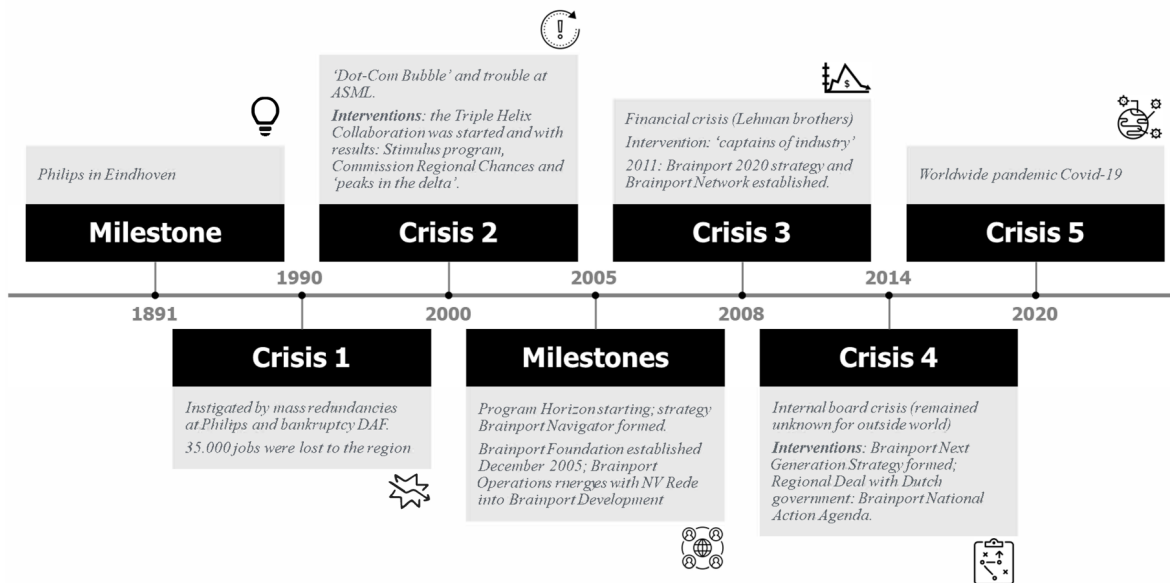 ‘Dot-Com Bubble’ and trouble at
ASML.
Interventions: the Triple Helix
Collaboration was started and with
results: Stimulus program,
Commission Regional Chances and
‘peaks in the delta’.
Financial crisis (Lehman brothers)
Intervention: ‘captains of industry’
2011: Brainport 2020 strategy and
Brainport Network established.
Philips in Eindhoven
Worldwide pandemic Covid-19
Milestone
Crisis 2
Crisis 3
Crisis 5
1990
2005
2014
1891
2000
2008
2020
Crisis 1
Milestones
Crisis 4
Instigated by mass redundancies
at Philips and bankruptcy DAF.
35.000 jobs were lost to the region
Program Horizon starting; strategy
Brainport Navigator formed.
Brainport Foundation established
December 2005; Brainport
Operations mergyes with NV Rede
into Brainport Development
Internal board crisis (remained
unknown for outside world)
Interventions: Brainport Next
Generation Strategy formed;
Regional Deal with Dutch
government: Brainport National
Action Agenda.